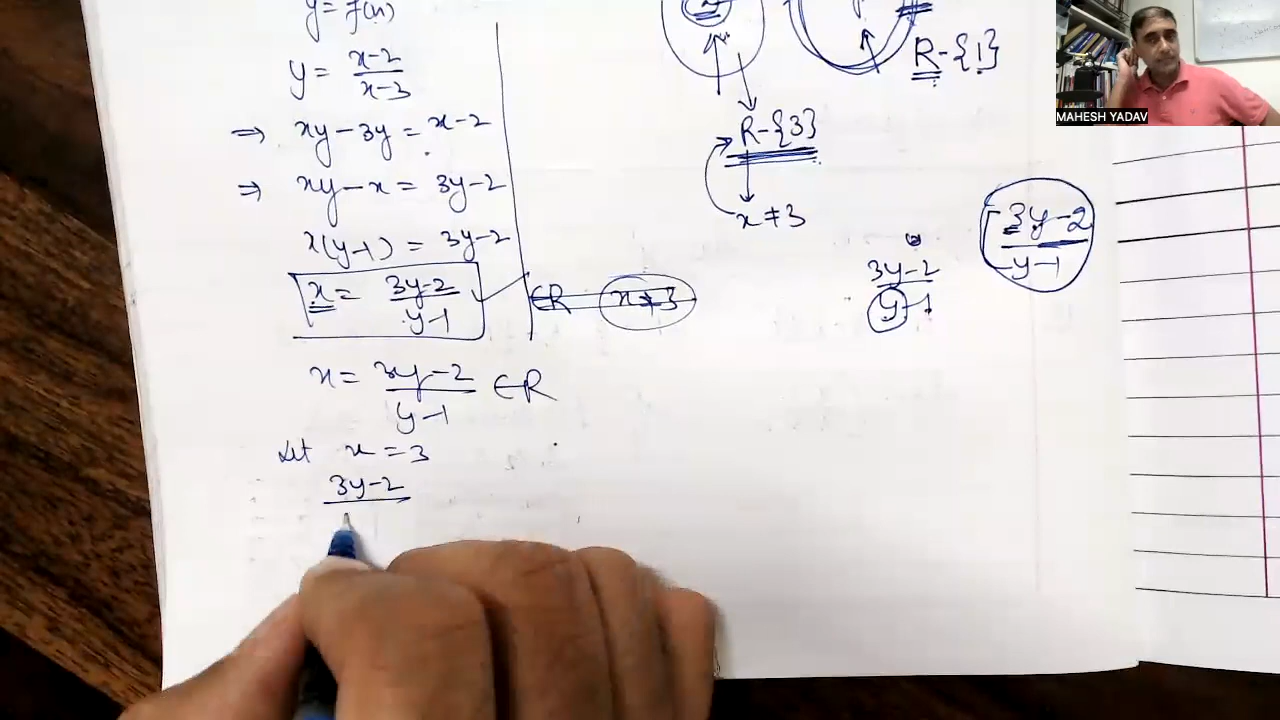 y = f(x)
y = x-2 / x-3
⇒ xy-3y = x-2
⇒ xy-x = 3y-2
x(y-1) = 3y-2
x = 3y-2 / y-1
∈R x≠3
x = 3y-2 / y-1 ∈R
Let x = 3
3y-2
R-{1}
R-{3}
x≠3
3y-2 / y-1
3y-2 / y-1
MAHESH YADAV